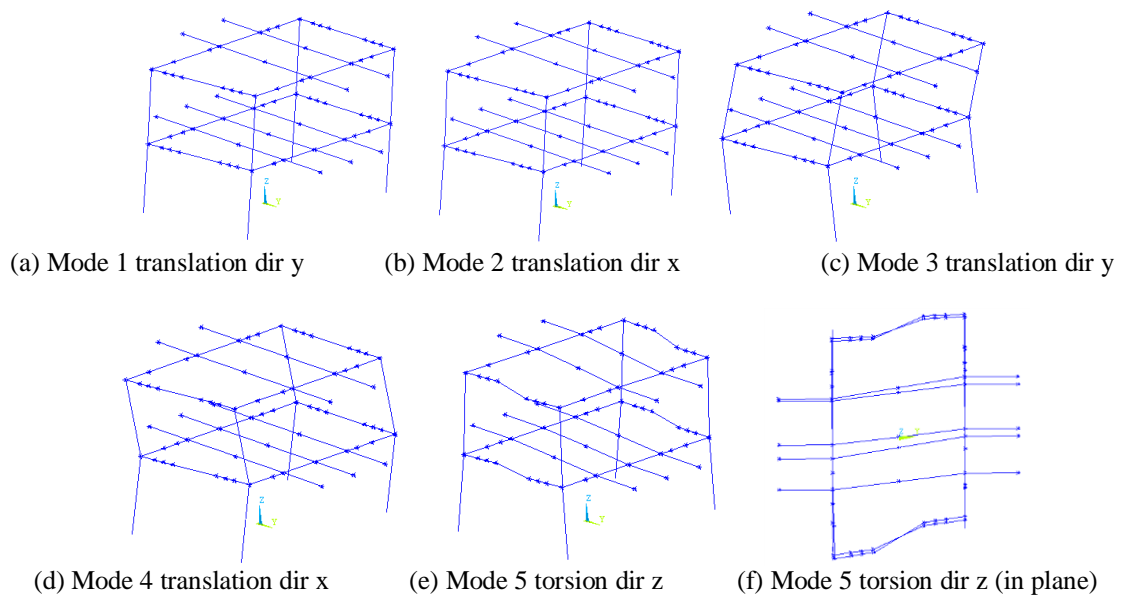 Z
Y
Z
Y
Z
Y
(a) Mode 1 translation dir y
(b) Mode 2 translation dir x
(c) Mode 3 translation dir y
Z
Y
Z
Y
Z
Y
(d) Mode 4 translation dir x
(e) Mode 5 torsion dir z
(f) Mode 5 torsion dir z (in plane)